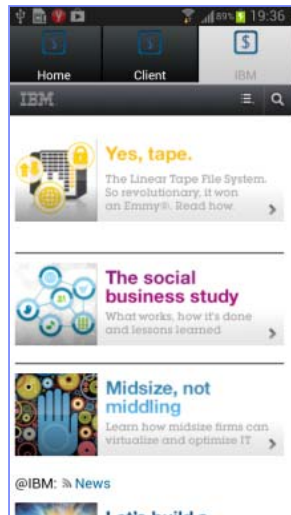 89% 19:36
Home Client IBM
IBM
Yes, tape.
The Linear Tape File System.
So revolutionary, it won
an Emmy®. Read how.
The social
business study
What works, how it's done
and lessons learned
Midsize, not
middling
Learn how midsize firms can
virtualize and optimize IT
@IBM: News
Let's build a